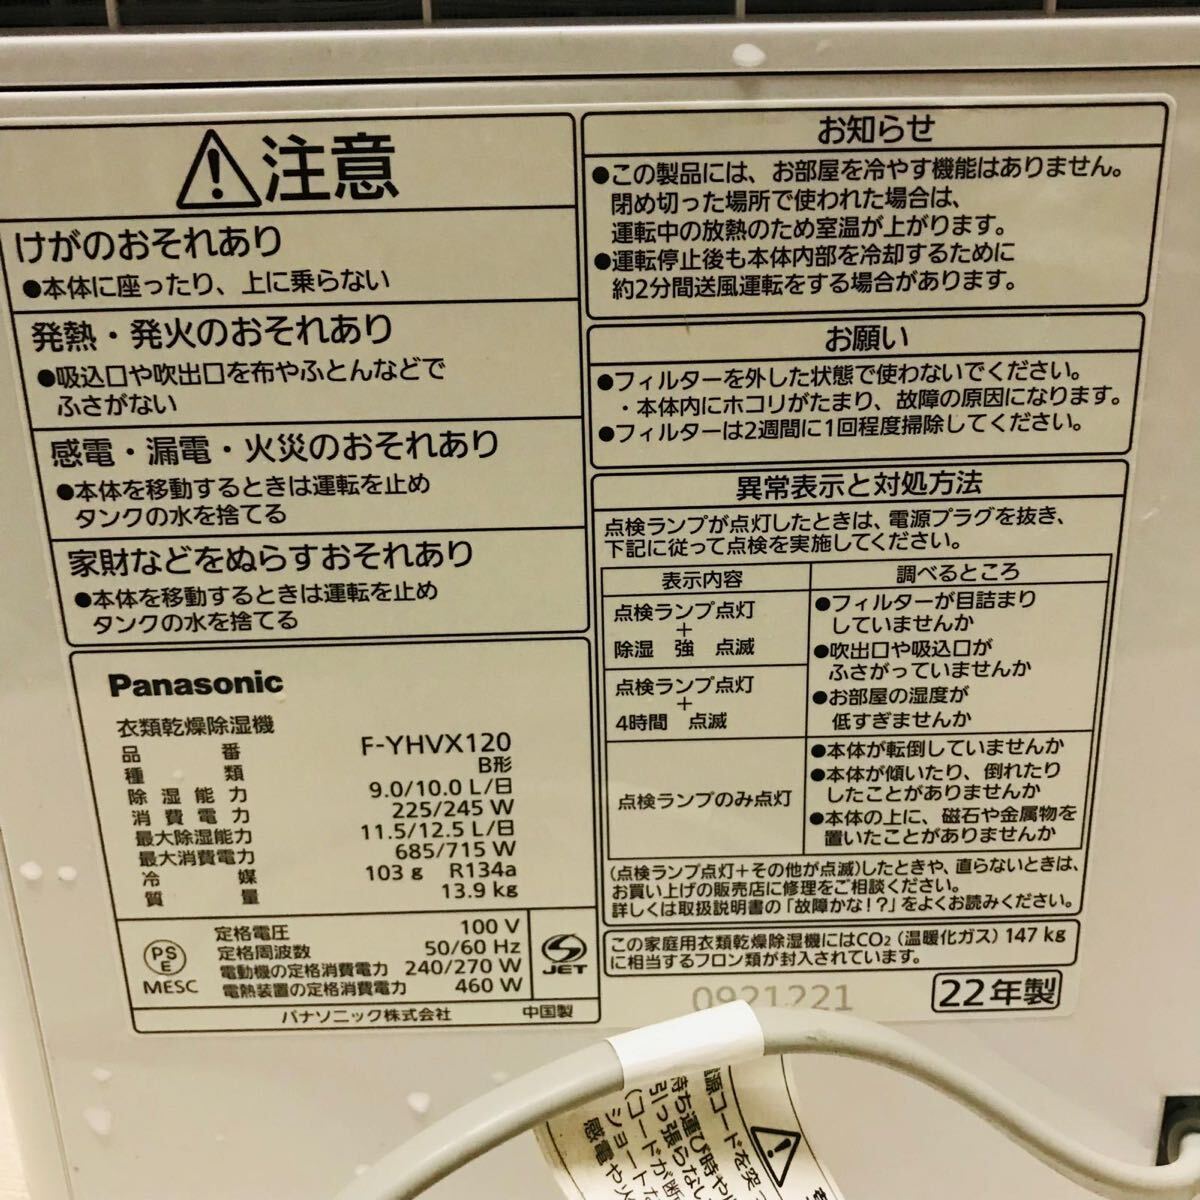 注意
けがのおそれあり
●本体に座ったり、上に乗らない
発熱・発火のおそれあり
●吸込口や吹出口を布やふとんなどで
ふさがない
感電・漏電・火災のおそれあり
●本体を移動するときは運転を止め
タンクの水を捨てる
家財などをぬらすおそれあり
●本体を移動するときは運転を止め
タンクの水を捨てる
Panasonic
衣類乾燥除湿機
品番 F-YHVX120
種類 B形
除湿能力 9.0/10.0 L/日
消費電力 225/245 W
最大除湿能力 11.5/12.5 L/日
最大消費電力 685/715 W
冷媒 103 g R134a
質量 13.9 kg
PS
E
MESC
定格電圧 100 V
定格周波数 50/60 Hz
電動機の定格消費電力 240/270 W
電熱装置の定格消費電力 460 W
JET
パナソニック株式会社 中国製
お知らせ
●この製品には、お部屋を冷やす機能はありません。
閉め切った場所で使われた場合は、
運転中の放熱のため室温が上がります。
●運転停止後も本体内部を冷却するために
約2分間送風運転をする場合があります。
お願い
●フィルターを外した状態で使わないでください。
・本体内にホコリがたまり、故障の原因になります。
●フィルターは2週間に1回程度掃除してください。
異常表示と対処方法
点検ランプが点灯したときは、電源プラグを抜き、
下記に従って点検を実施してください。
表示内容 調べるところ
点検ランプ点灯
+
除湿 強 点滅
点検ランプ点灯
+
4時間 点滅
●フィルターが目詰まり
していませんか
●吹出口や吸込口が
ふさがっていませんか
●お部屋の湿度が
低すぎませんか
点検ランプのみ点灯
●本体が転倒していませんか
●本体が傾いたり、倒れたり
したことがありませんか
●本体の上に、磁石や金属物を
置いたことがありませんか
(点検ランプ点灯+その他が点滅)したときや、直らないときは、
お買い上げの販売店に修理をご相談ください。
詳しくは取扱説明書の「故障かな!?」をよくお読みください。
この家庭用衣類乾燥除湿機にはCO₂(温暖化ガス)147 kg
に相当するフロン類が封入されています。
0921221
22年製
電源コードを突っ
持ち運び時や
引っ張らない
(コードが断
ショート
感電や火